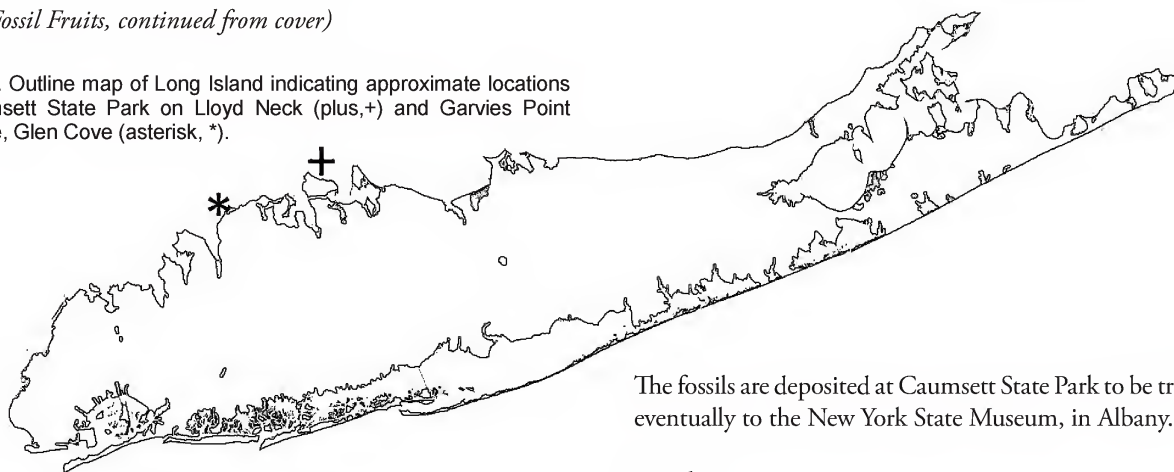 Fossil Fruits, continued from cover)
. Outline map of Long Island indicating approximate locations
sett State Park on Lloyd Neck (plus,+) and Garvies Point
e, Glen Cove (asterisk, *).
+
*
The fossils are deposited at Caumsett State Park to be tr
eventually to the New York State Museum, in Albany.